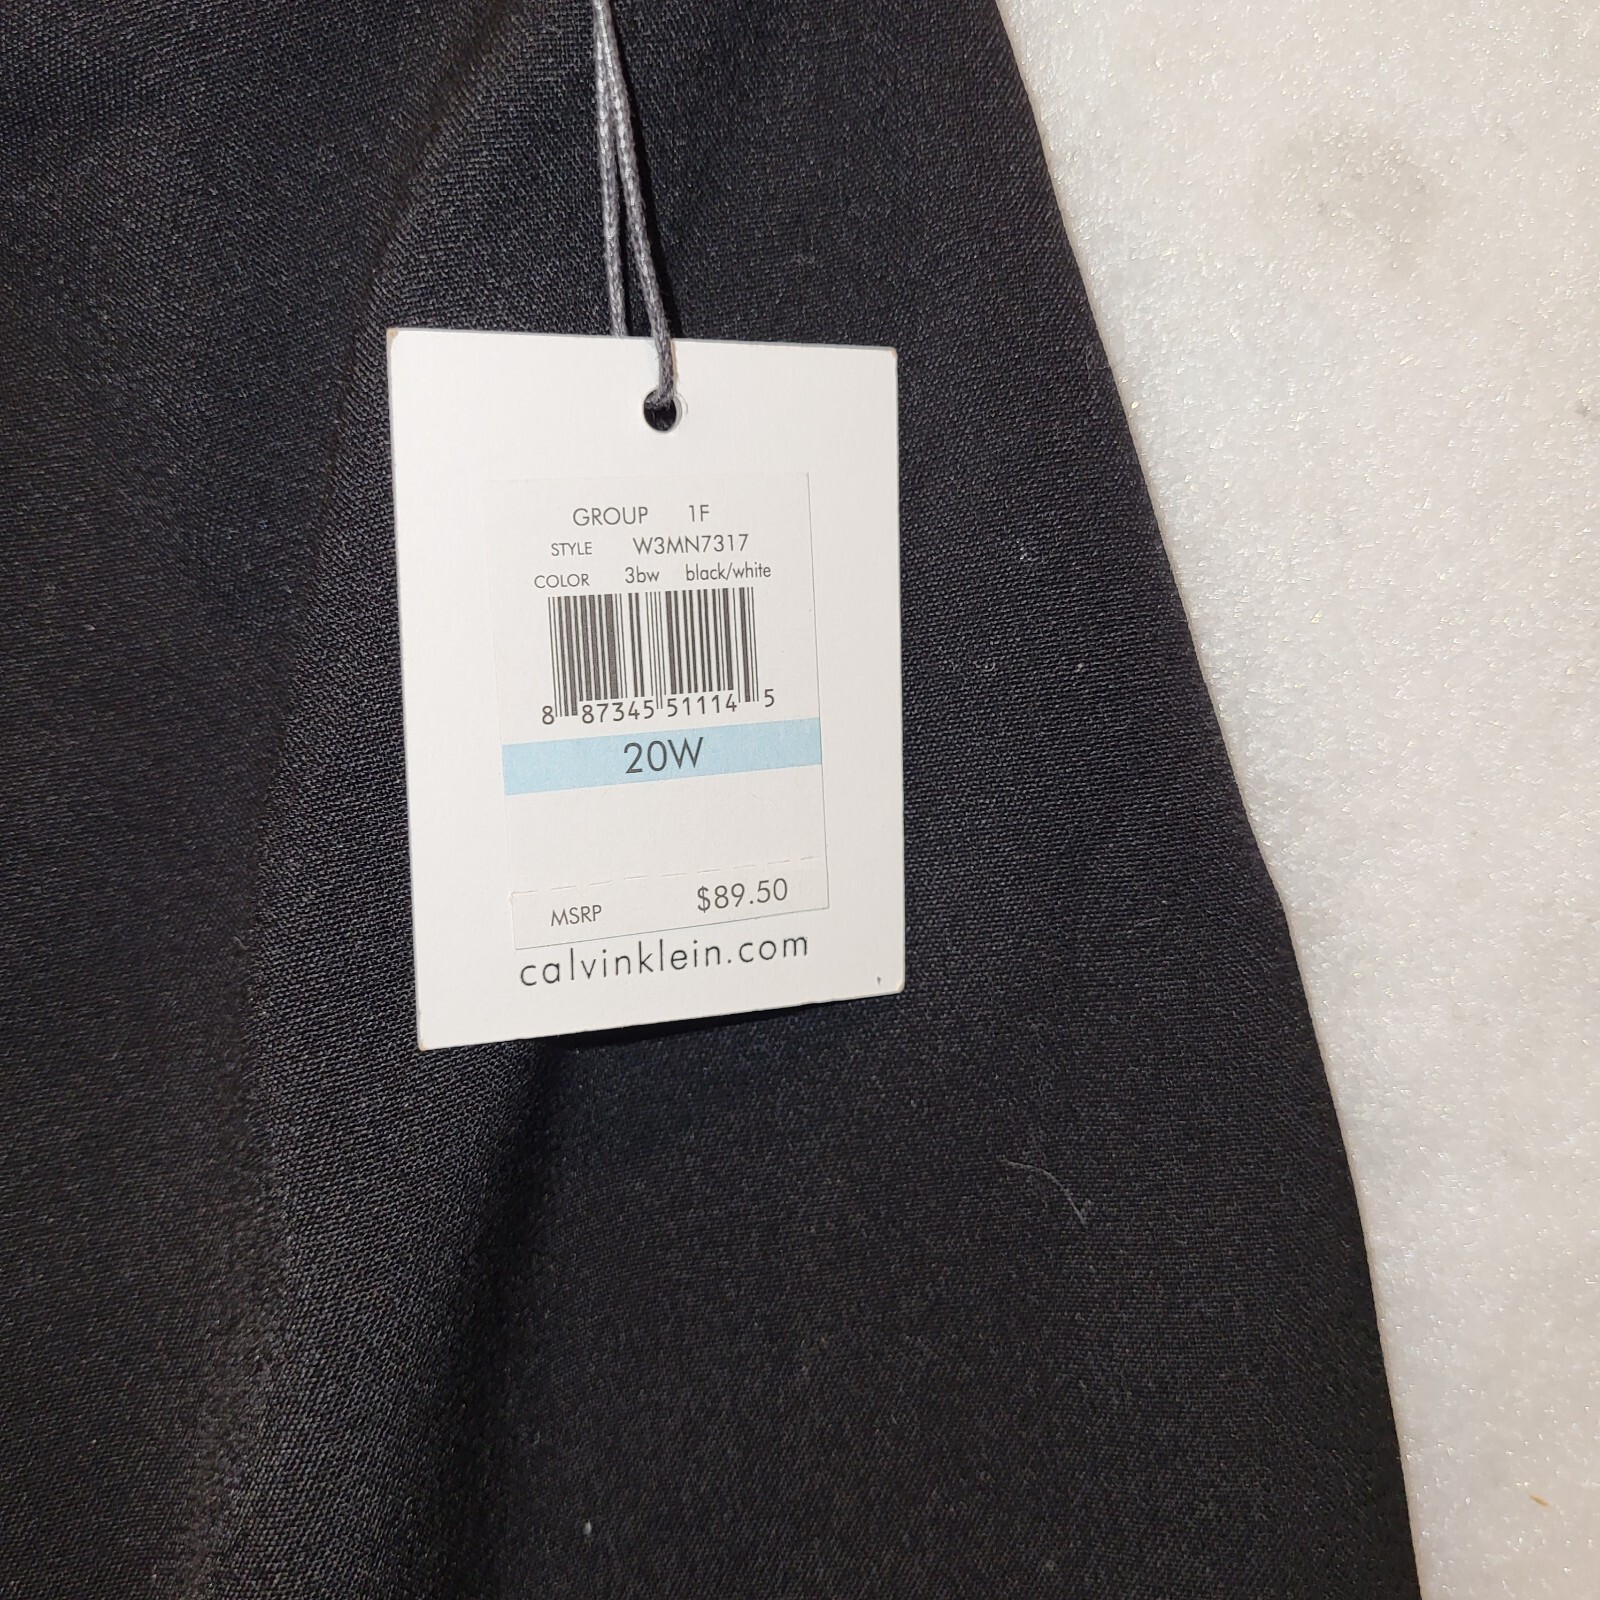 GROUP 1F
STYLE W3MN7317
COLOR 3bw black/white
8 87345 51114 5
20W
MSRP $89.50
calvinklein.com